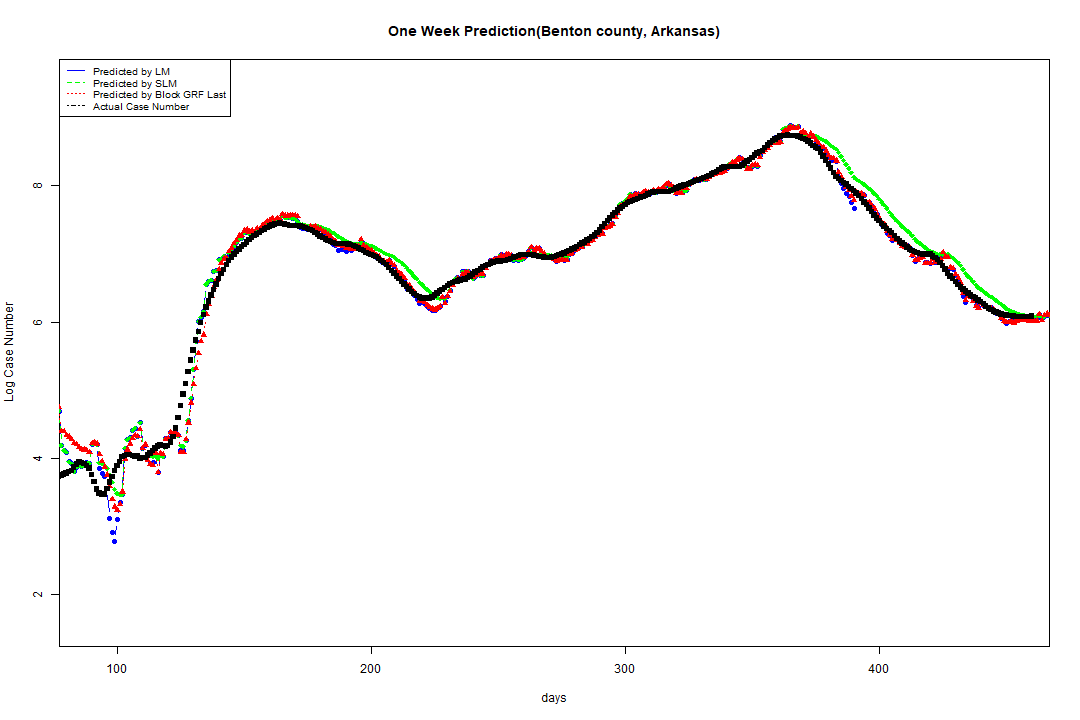 One Week Prediction(Benton county, Arkansas)
Predicted by LM
Predicted by SLM
Predicted by Block GRF Last
Actual Case Number
Log Case Number
8
6
4
2
100 200 300 400
days